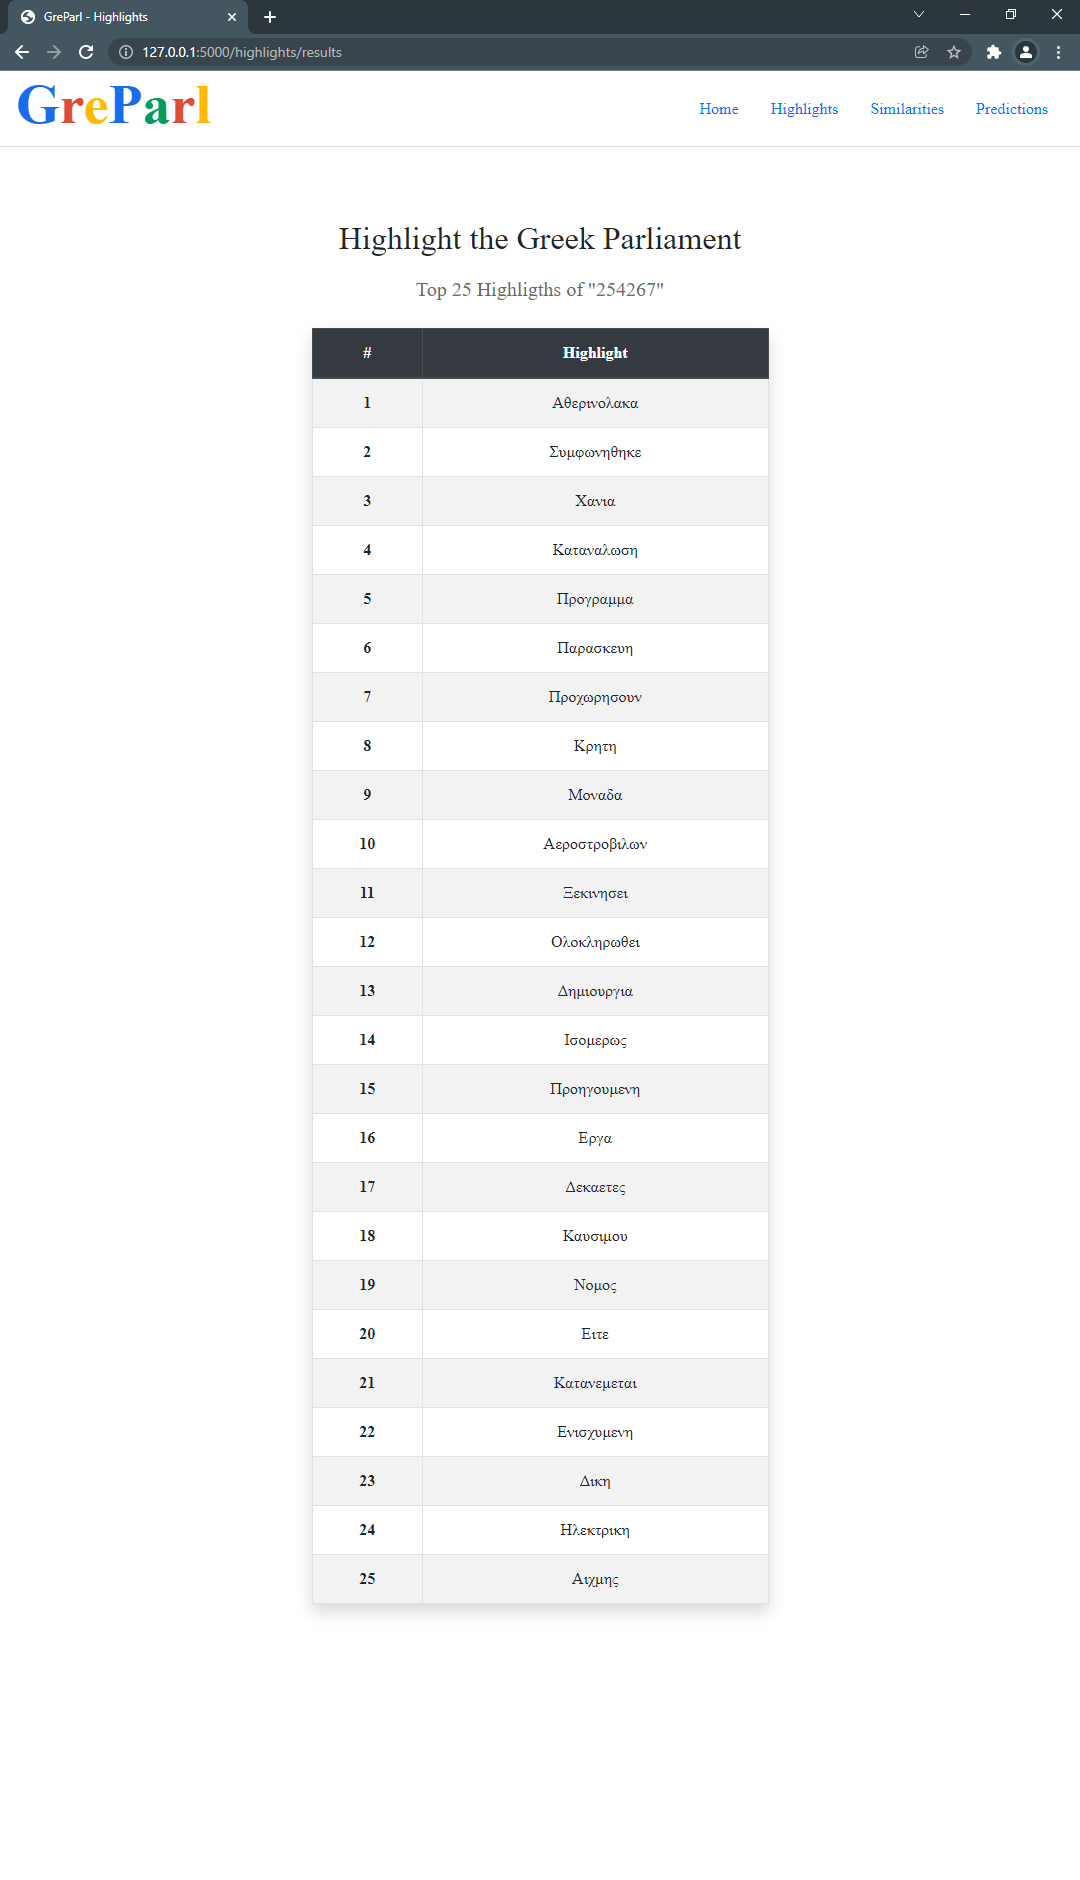 GreParl - Highlights
127.0.0.1:5000/highlights/results
GreParl
Home Highlights Similarities Predictions
Highlight the Greek Parliament
Top 25 Highligths of "254267"
# Highlight
1 Αθερινολακα
2 Συμφωνηθηκε
3 Χανια
4 Καταναλωση
5 Προγραμμα
6 Παρασκευη
7 Προχωρησουν
8 Κρητη
9 Μοναδα
10 Αεροστροβιλων
11 Ξεκινησει
12 Ολοκληρωθει
13 Δημιουργια
14 Ισομερως
15 Προηγουμενη
16 Εργα
17 Δεκαετες
18 Καυσιμου
19 Νομος
20 Ειτε
21 Κατανεμεται
22 Ενισχυμενη
23 Δικη
24 Ηλεκτρικη
25 Αιχμης